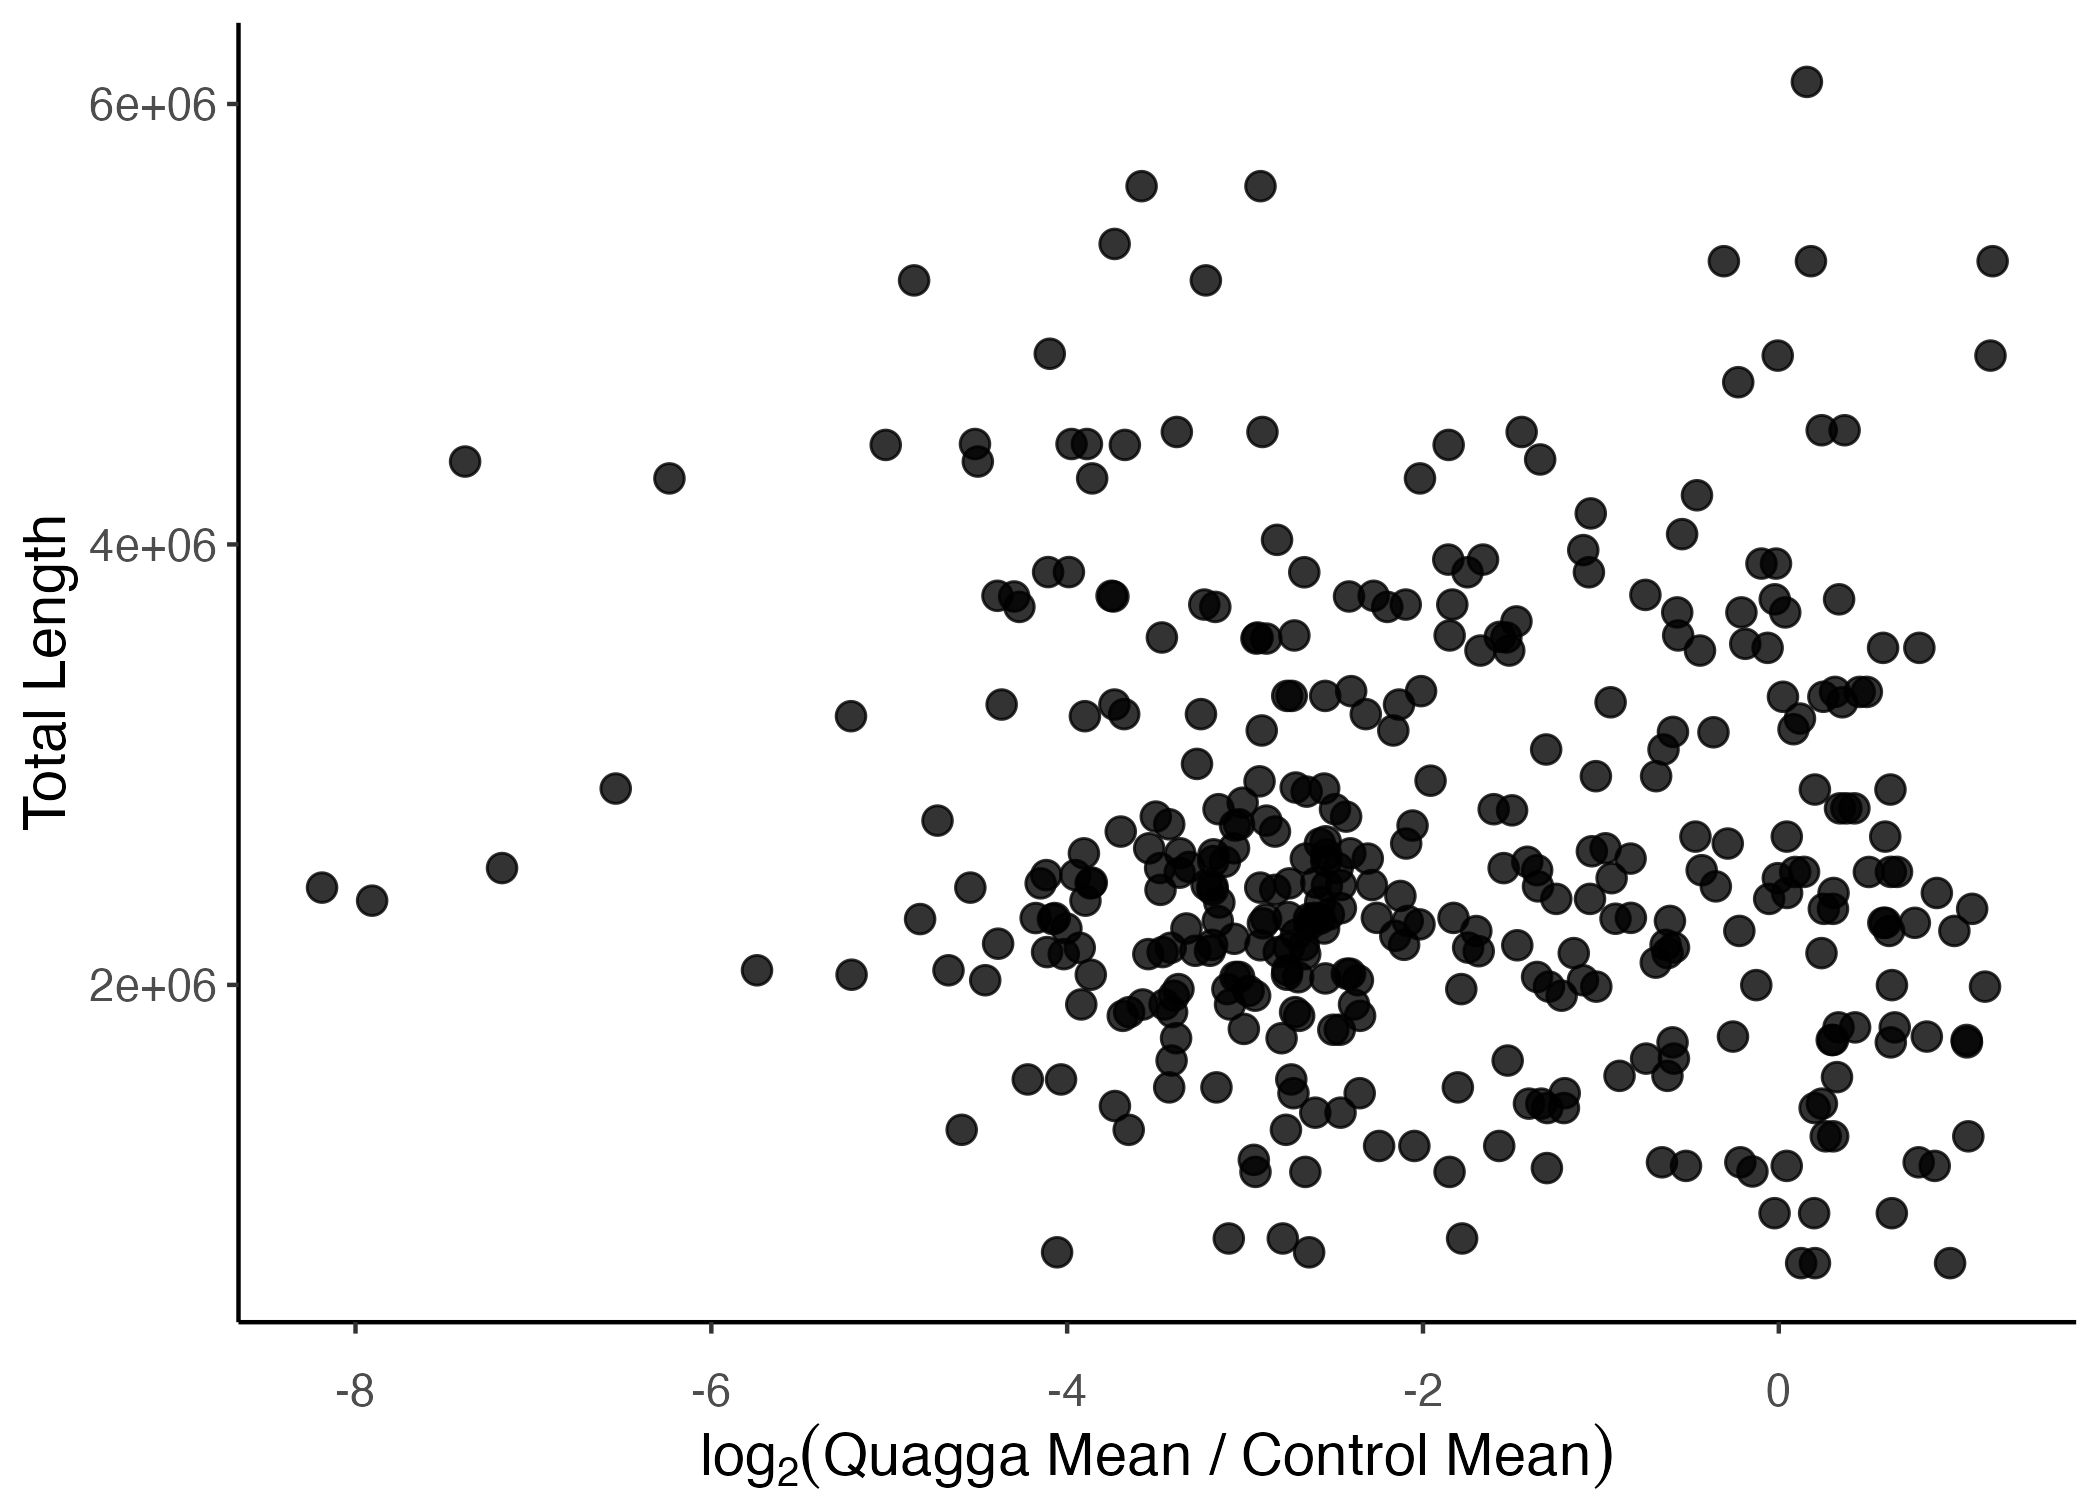 6e+06
4e+06
2e+06
Total Length
-8 -6 -4 -2 0
log₂(Quagga Mean / Control Mean)